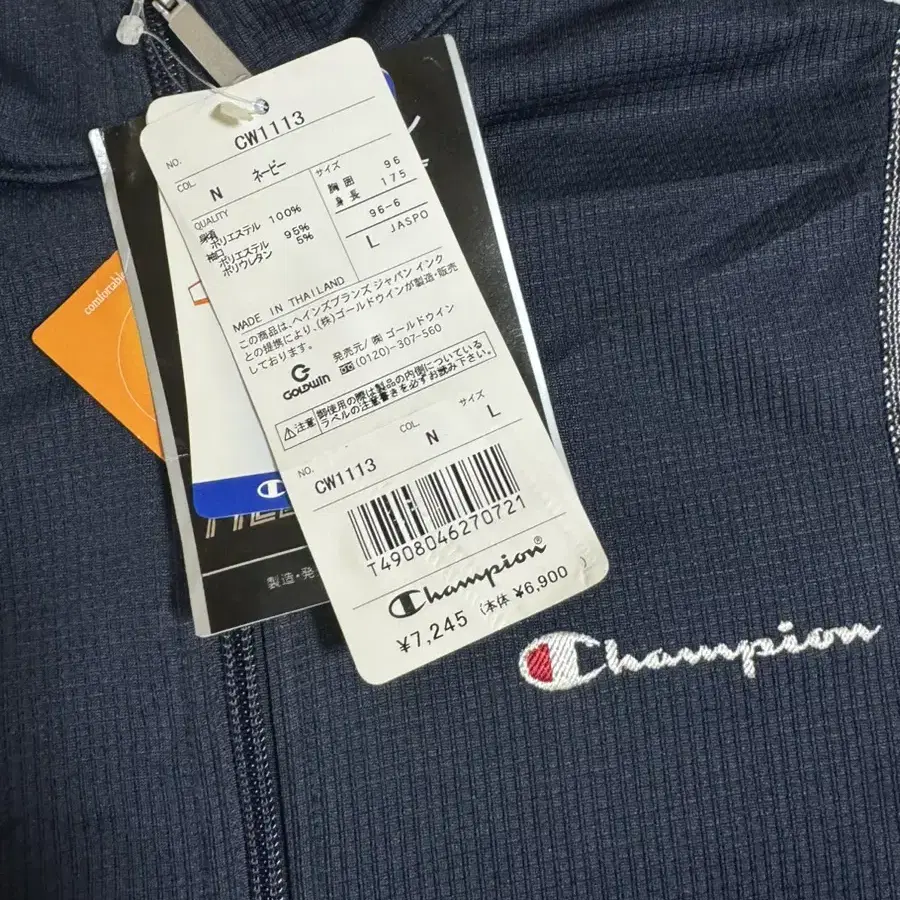 NO. CW1113
COL. N ネービー
サイズ
胸囲 96
身長 175
96-6
L JASPO
QUALITY
身頃
ポリエステル 100%
袖口
ポリエステル 95%
ポリウレタン 5%
MADE IN THAILAND
この商品は、ヘインズブランズ ジャパン インク
との提携により、(株)ゴールドウインが製造・販売
しております。
GOLDWIN
発売元/㈱ ゴールドウイン
(0120)-307-560
注意
御使用の際は製品の内側についている
ラベルの注意書きを必ずお読み下さい。
NO. COL. サイズ
CW1113 N L
T4908046270721
Champion®
¥7,245 (本体 ¥6,900 )
comfortable
製造・発
Champion